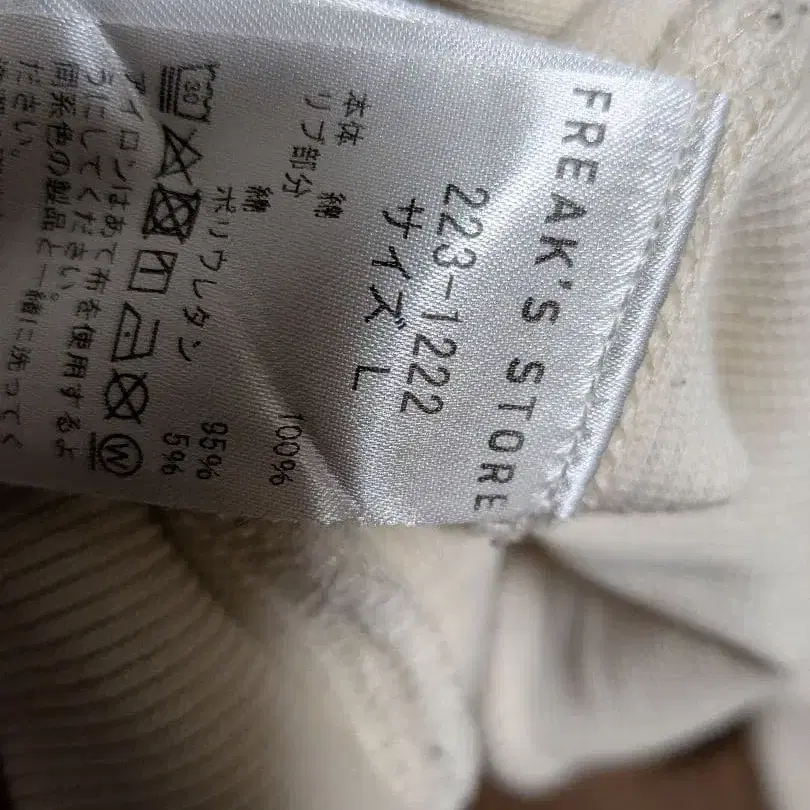 FREAK'S STORE
223-1222
サイズ L
本体 綿 100%
リブ部分 綿 95%
ポリウレタン 5%
30
W
アイロンはあて布を使用するよ
うにしてください。
同系色の製品と一緒に洗ってく
ださい。